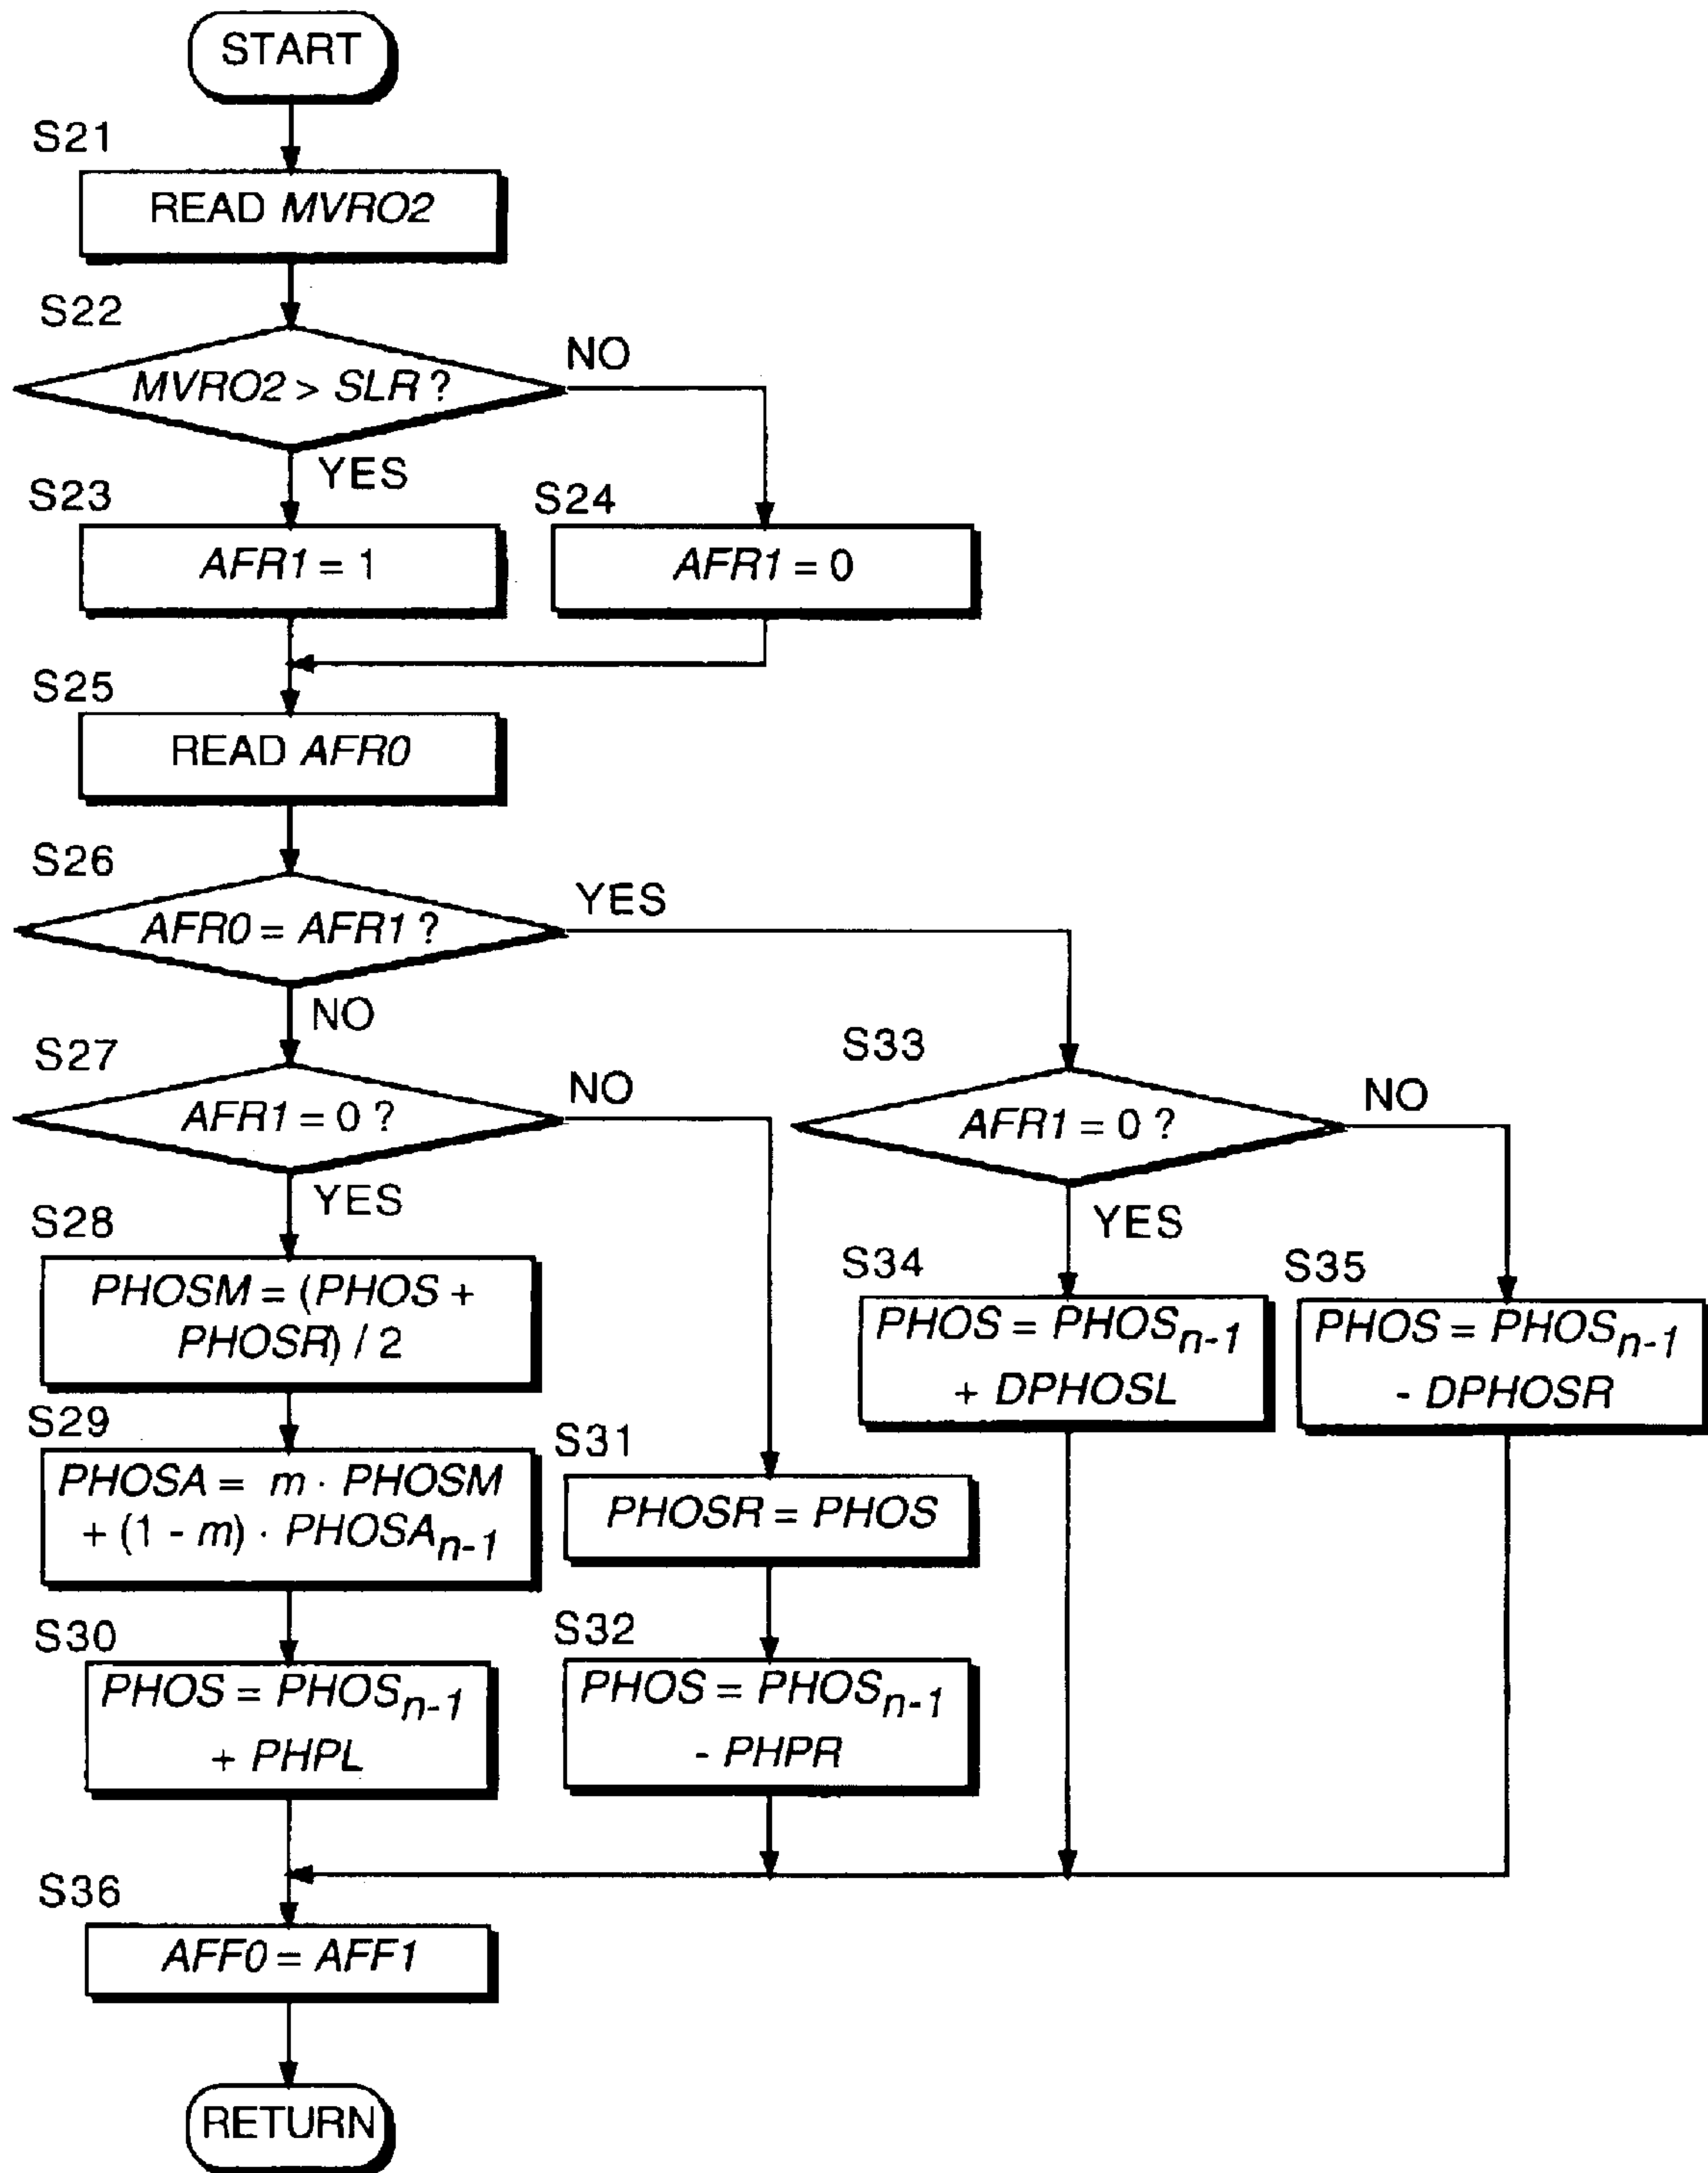 START
S21
READ MVRO2
S22
MVRO2 > SLR ?
NO
YES
S23
AFR1 = 1
S24
AFR1 = 0
S25
READ AFR0
S26
AFR0 = AFR1 ?
YES
NO
S27
AFR1 = 0 ?
NO
YES
S33
AFR1 = 0 ?
NO
YES
S28
PHOSM = (PHOS +
PHOSR) / 2
S34
PHOS = PHOSn-1
+ DPHOSL
S35
PHOS = PHOSn-1
- DPHOSR
S29
PHOSA = m · PHOSM
+ (1 - m) · PHOSAn-1
S31
PHOSR = PHOS
S30
PHOS = PHOSn-1
+ PHPL
S32
PHOS = PHOSn-1
- PHPR
S36
AFF0 = AFF1
RETURN